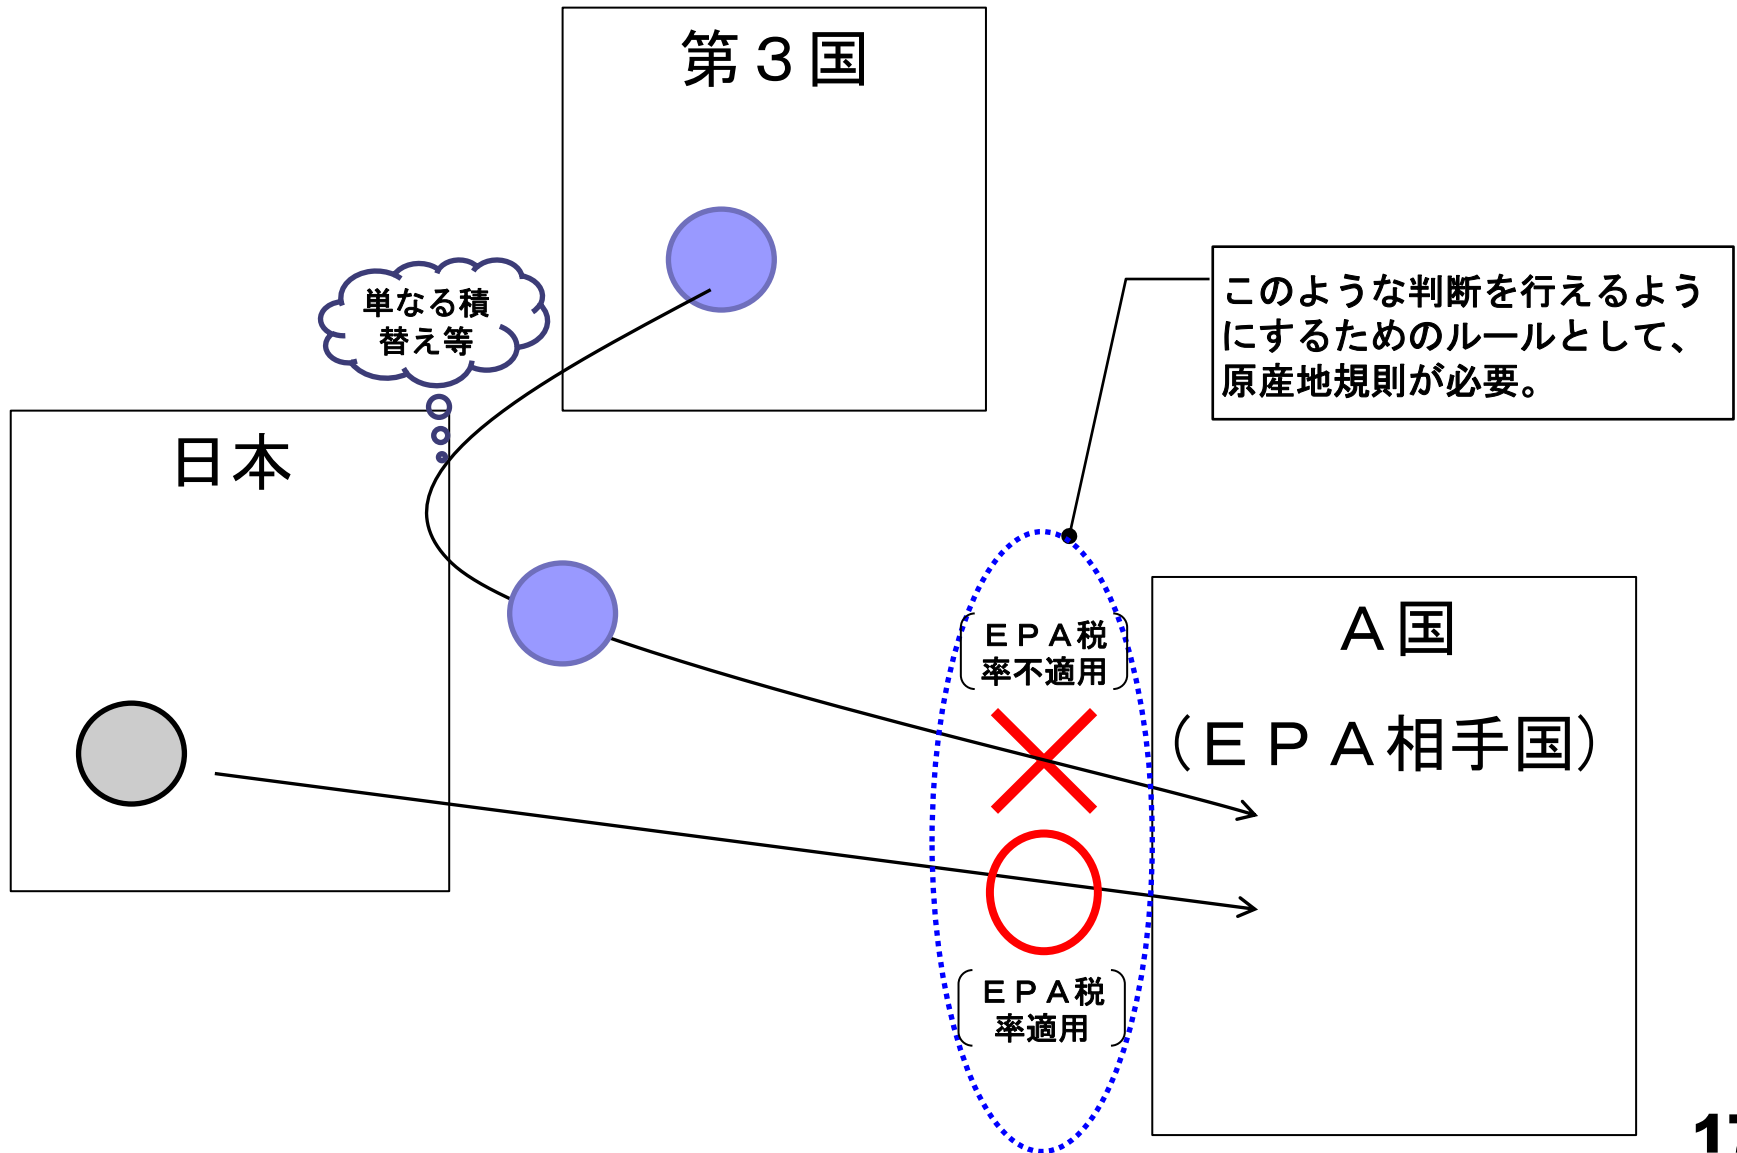 第３国
単なる積
替え等
このような判断を行えるよう
にするためのルールとして、
原産地規則が必要。
日本
ＥＰＡ税
率不適用
Ａ国
（ＥＰＡ相手国）
ＥＰＡ税
率適用
17